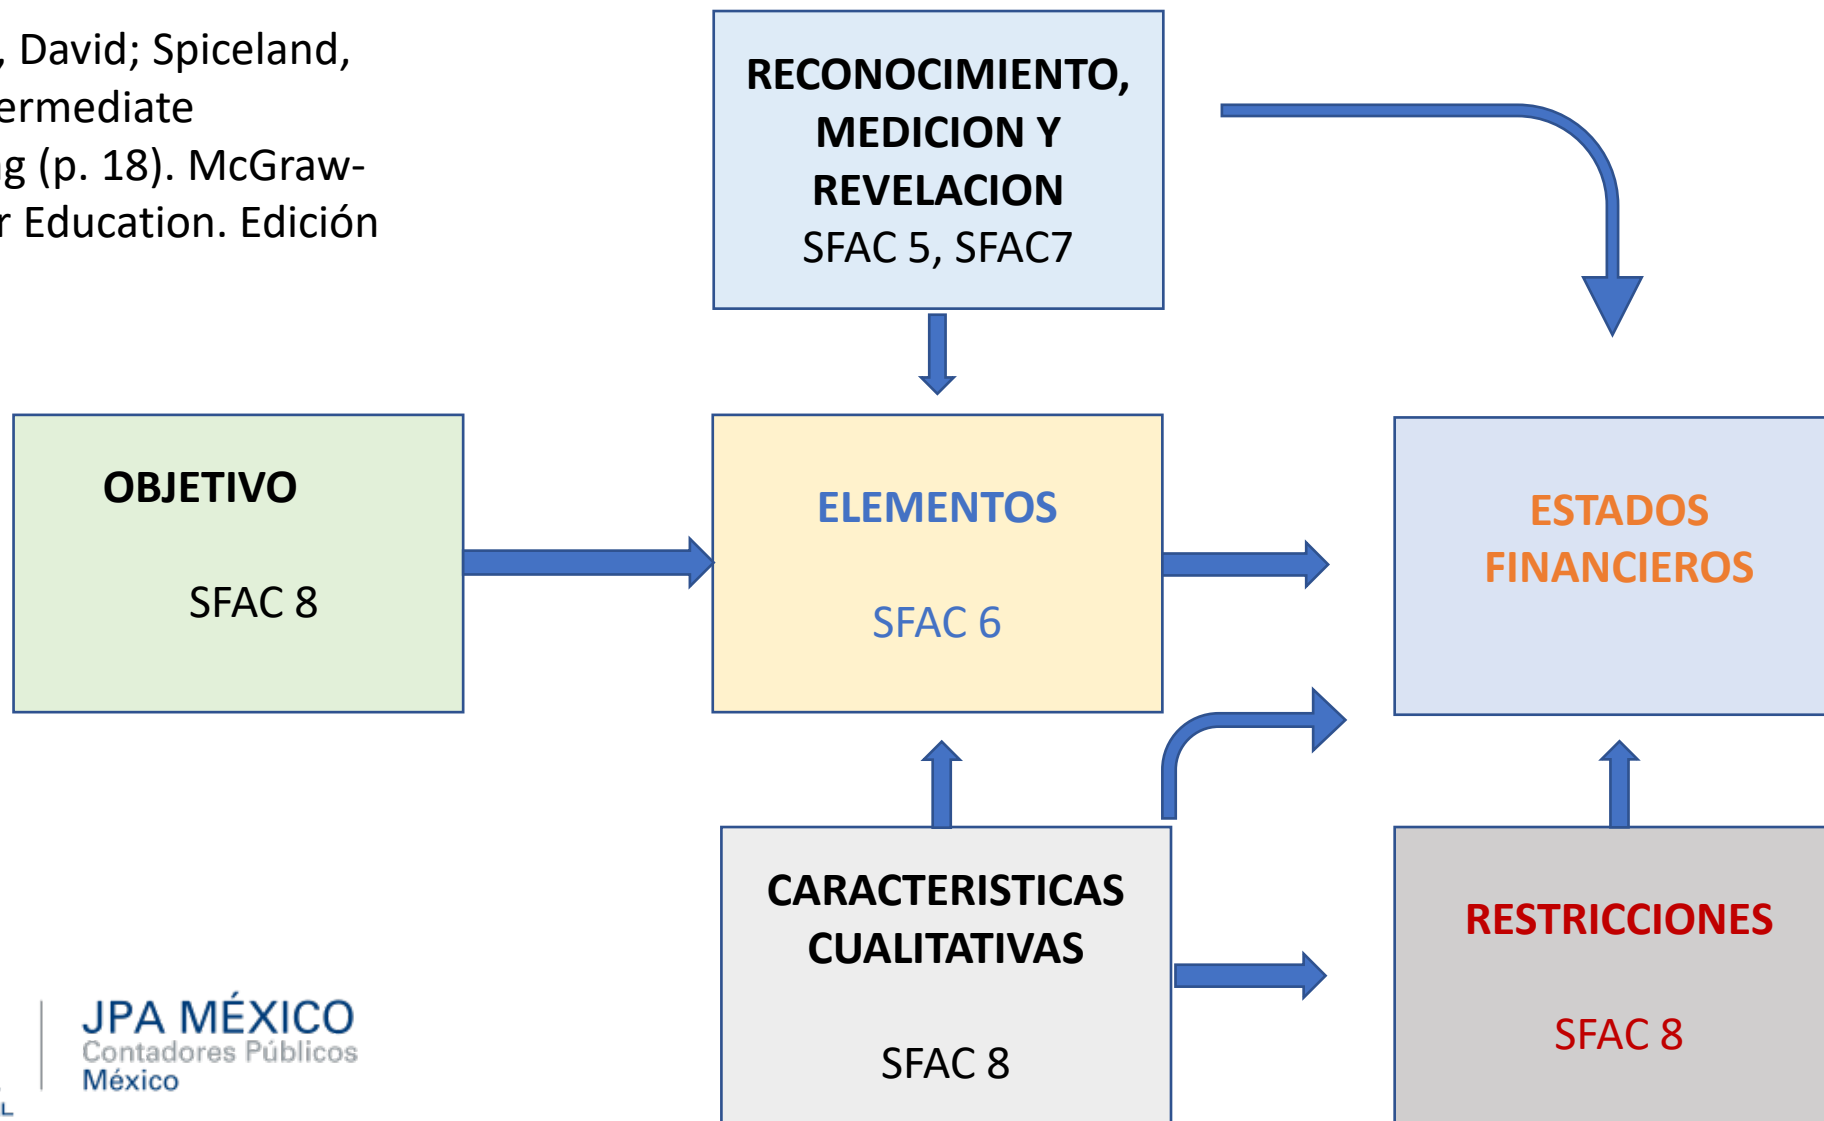 , David; Spiceland,
ermediate
g (p. 18). McGraw-
r Education. Edición
RECONOCIMIENTO,
MEDICION Y
REVELACION
SFAC 5, SFAC7
OBJETIVO
SFAC 8
ELEMENTOS
SFAC 6
ESTADOS
FINANCIEROS
CARACTERISTICAS
CUALITATIVAS
SFAC 8
RESTRICCIONES
SFAC 8
JPA MÉXICO
Contadores Públicos
México
L